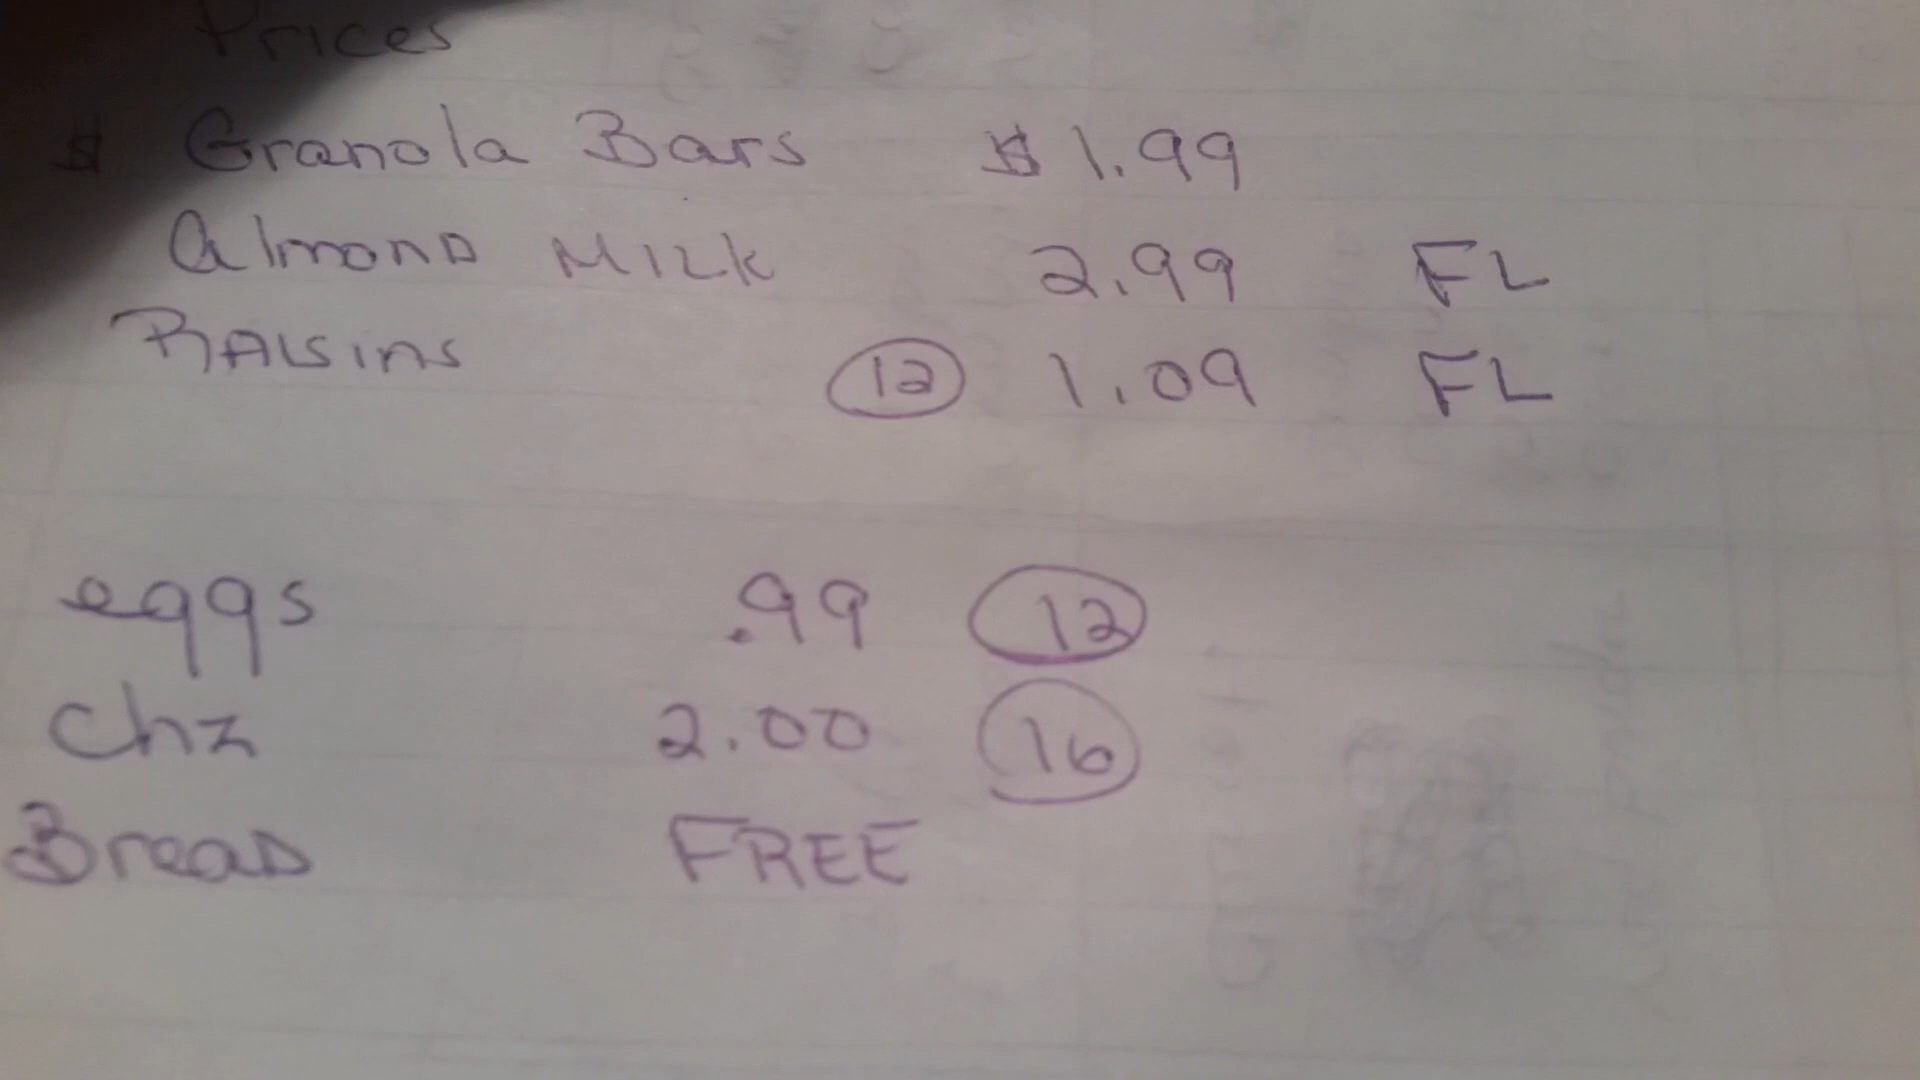 Prices
$ Granola Bars $1.99
Almond Milk 2.99 FL
Raisins 12 1.09 FL
eggs .99 12
Chz 2.00 16
Bread FREE